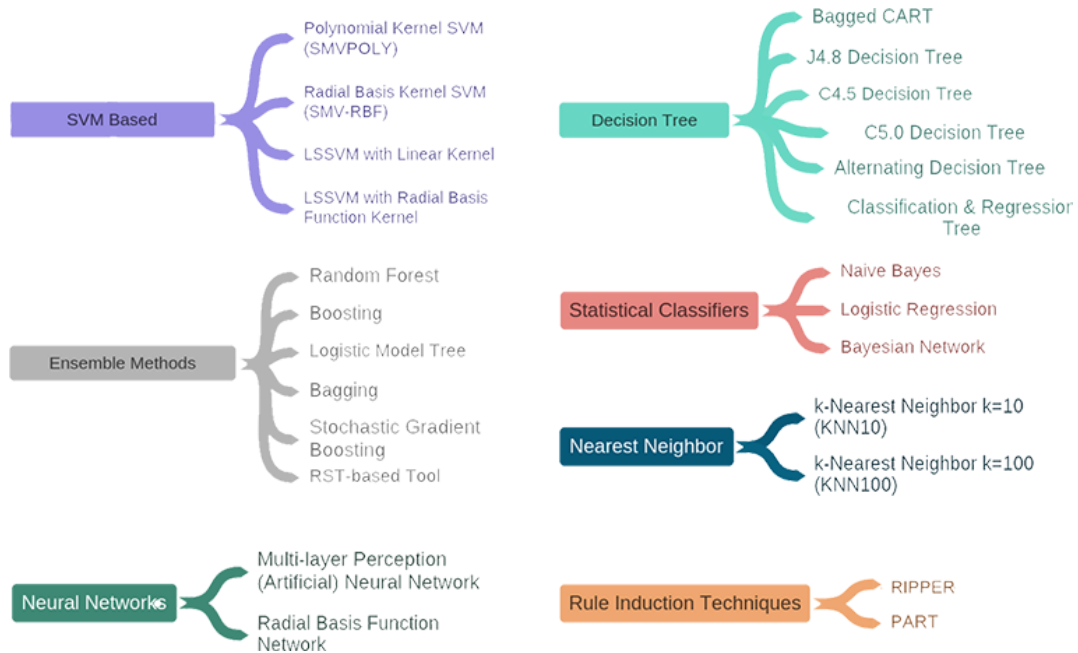 SVM Based
Polynomial Kernel SVM
(SMVPOLY)
Radial Basis Kernel SVM
(SMV-RBF)
LSSVM with Linear Kernel
LSSVM with Radial Basis
Function Kernel
Decision Tree
Bagged CART
J4.8 Decision Tree
C4.5 Decision Tree
C5.0 Decision Tree
Alternating Decision Tree
Classification & Regression
Tree
Ensemble Methods
Random Forest
Boosting
Logistic Model Tree
Bagging
Stochastic Gradient
Boosting
RST-based Tool
Statistical Classifiers
Naive Bayes
Logistic Regression
Bayesian Network
Nearest Neighbor
k-Nearest Neighbor k=10
(KNN10)
k-Nearest Neighbor k=100
(KNN100)
Neural Networks
Multi-layer Perception
(Artificial) Neural Network
Radial Basis Function
Network
Rule Induction Techniques
RIPPER
PART